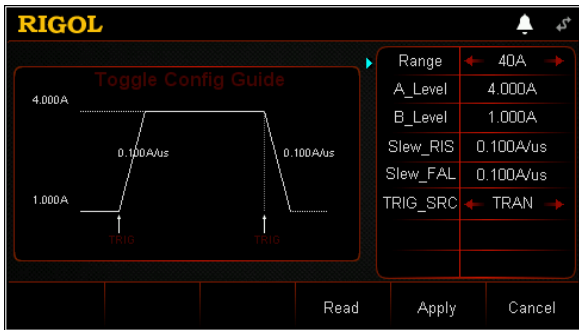 RIGOL
Toggle Config Guide
4.000A
0.100A/us
0.100A/us
1.000A
TRIG
TRIG
Range 40A
A_Level 4.000A
B_Level 1.000A
Slew_RIS 0.100A/us
Slew_FAL 0.100A/us
TRIG_SRC TRAN
Read Apply Cancel